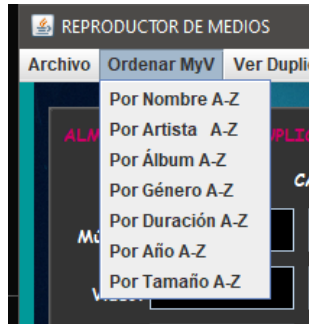 REPRODUCTOR DE MEDIOS
Archivo Ordenar MyV Ver
Por Nombre A-Z
Por Artista A-Z
Por Álbum A-Z
Por Género A-Z
Por Duración A-Z
Por Año A-Z
Por Tamaño A-Z